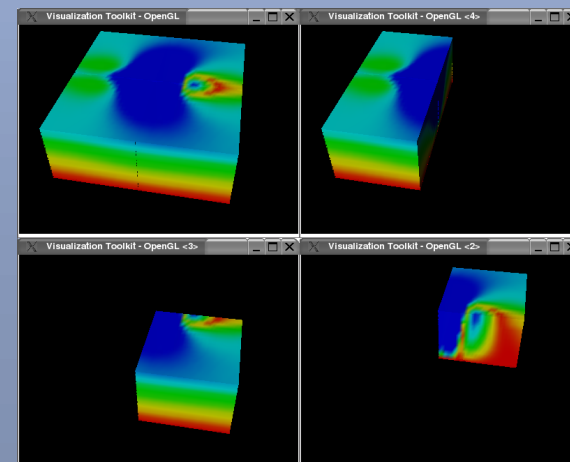 Visualization Toolkit - OpenGL
Visualization Toolkit - OpenGL <4>
Visualization Toolkit - OpenGL <3>
Visualization Toolkit - OpenGL <2>